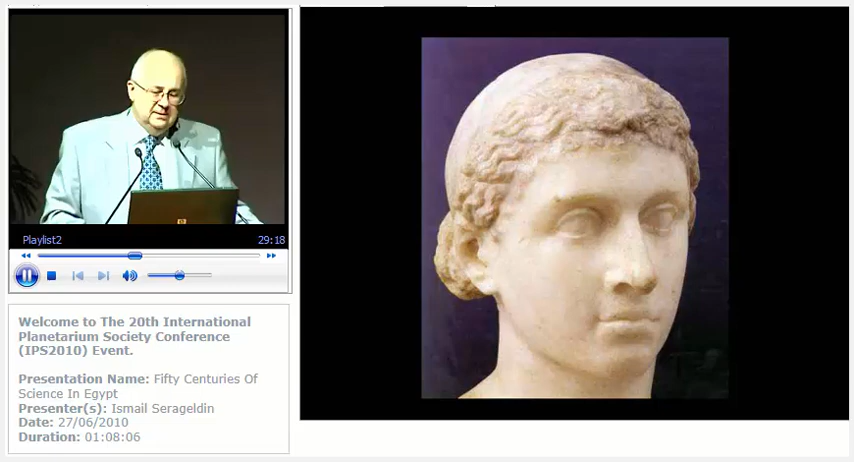 Playlist2 29:18
Welcome to The 20th International
Planetarium Society Conference
(IPS2010) Event.
Presentation Name: Fifty Centuries Of
Science In Egypt
Presenter(s): Ismail Serageldin
Date: 27/06/2010
Duration: 01:08:06